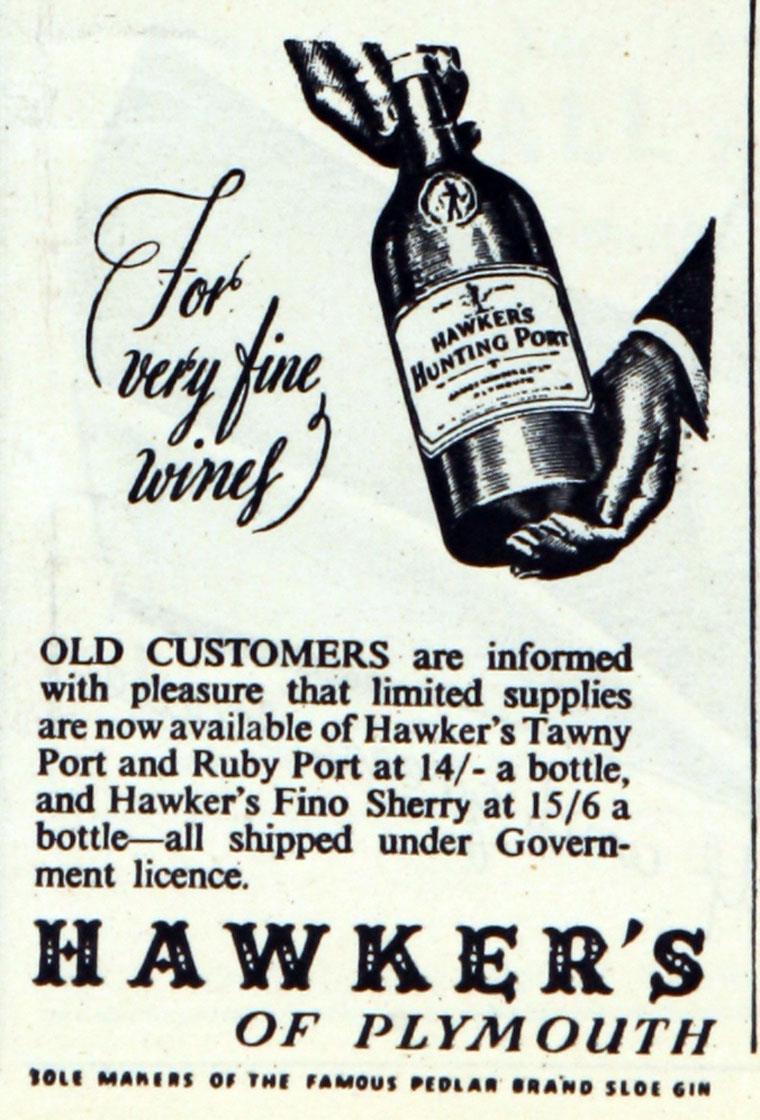 For
very fine
wines
HAWKER'S
HUNTING PORT
PLYMOUTH
OLD CUSTOMERS are informed
with pleasure that limited supplies
are now available of Hawker's Tawny
Port and Ruby Port at 14/- a bottle,
and Hawker's Fino Sherry at 15/6 a
bottle—all shipped under Govern-
ment licence.
HAWKER'S
OF PLYMOUTH
SOLE MAKERS OF THE FAMOUS PEDLAR BRAND SLOE GIN